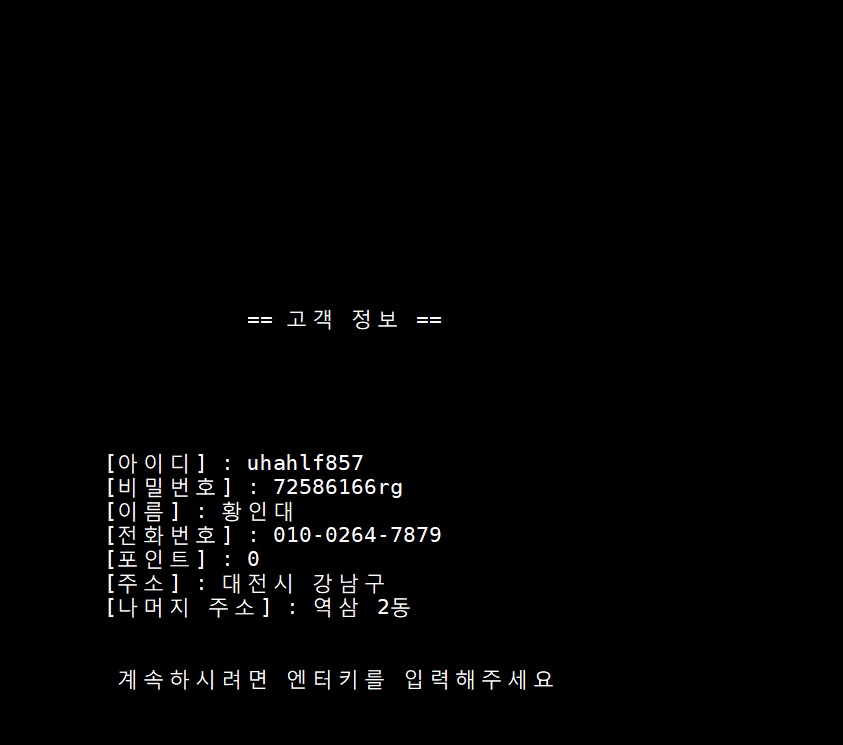 == 고객 정보 ==
[아이디] : uhahlf857
[비밀번호] : 72586166rg
[이름] : 황인대
[전화번호] : 010-0264-7879
[포인트] : 0
[주소] : 대전시 강남구
[나머지 주소] : 역삼 2동
계속하시려면 엔터키를 입력해주세요